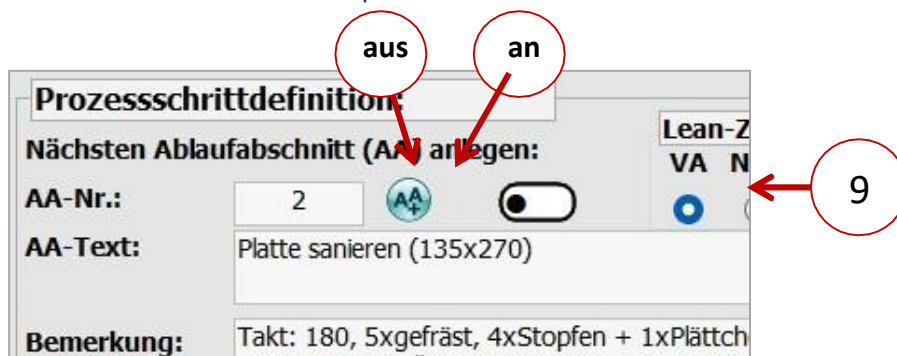 aus an
Prozessschrittdefinition:
Nächsten Ablaufabschnitt (AA) anlegen:
Lean-Z
VA N
AA-Nr.: 2 AA+
9
AA-Text: Platte sanieren (135x270)
Bemerkung: Takt: 180, 5xgefräst, 4xStopfen + 1xPlättch